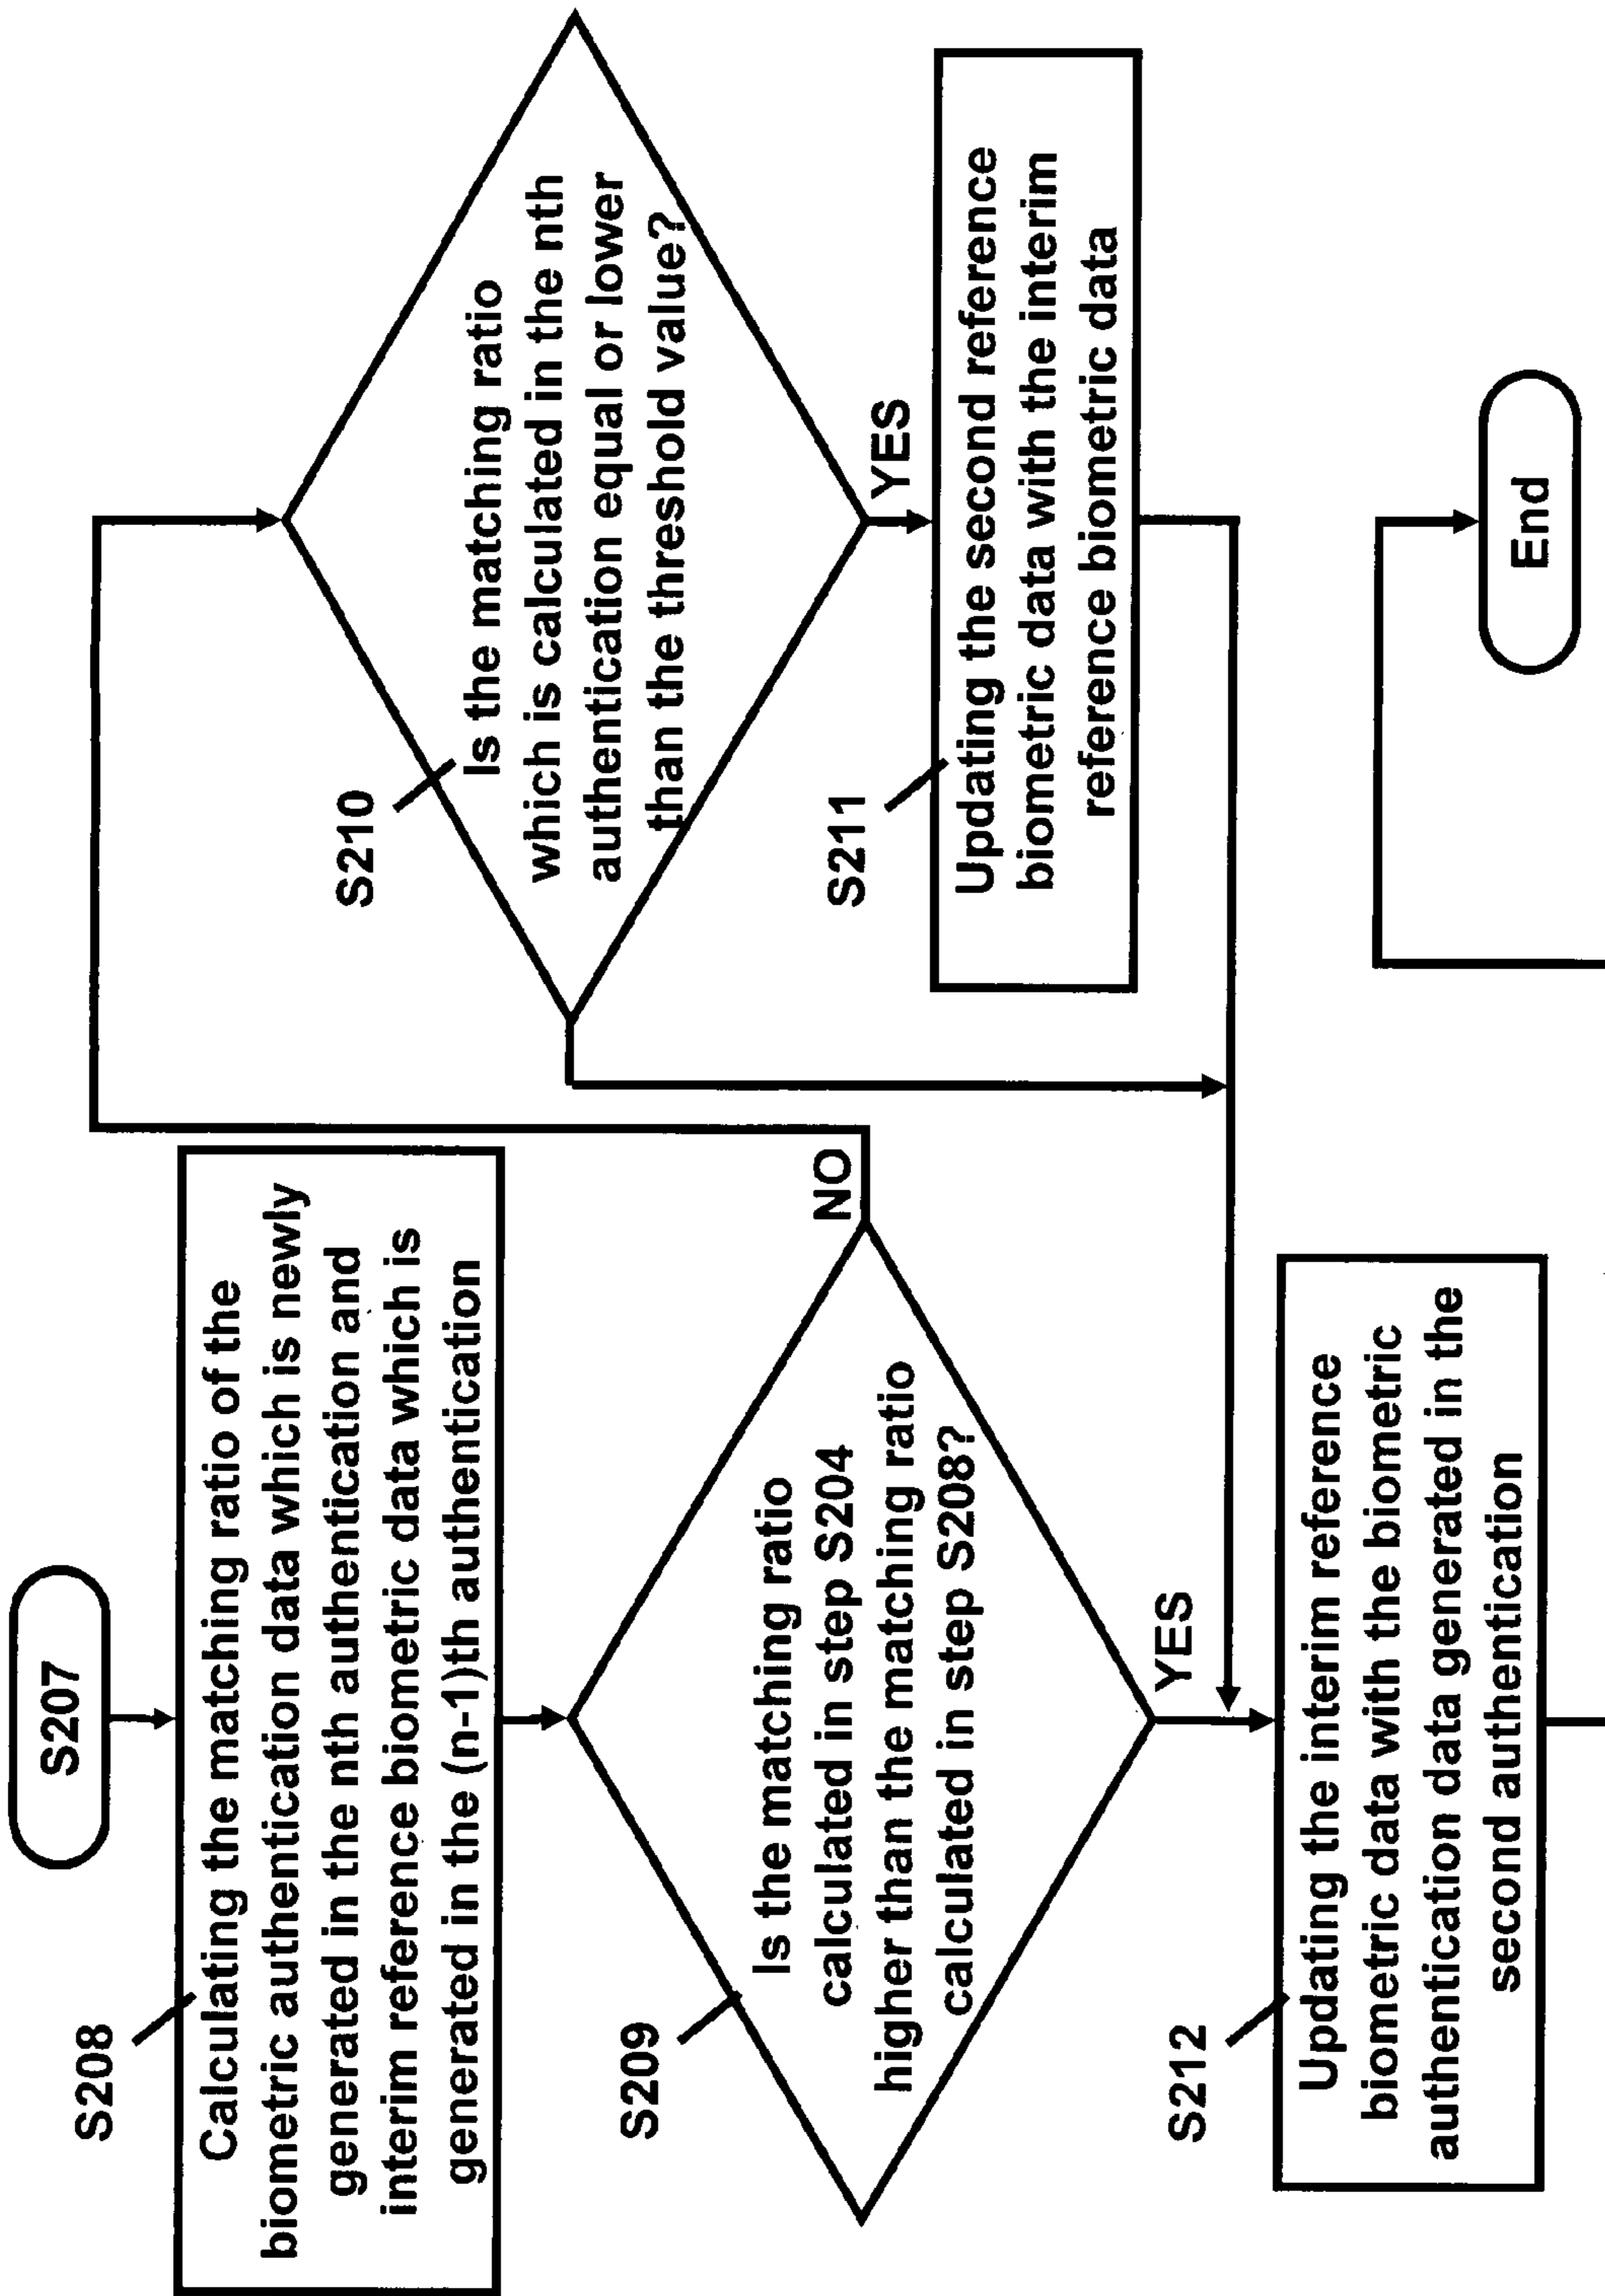 S207
S208
Calculating the matching ratio of the
biometric authentication data which is newly
generated in the nth authentication and
interim reference biometric data which is
generated in the (n-1)th authentication
S209
Is the matching ratio
calculated in step S204
higher than the matching ratio
calculated in step S208?
NO
YES
S210
Is the matching ratio
which is calculated in the nth
authentication equal or lower
than the threshold value?
YES
S211
Updating the second reference
biometric data with the interim
reference biometric data
S212
Updating the interim reference
biometric data with the biometric
authentication data generated in the
second authentication
End